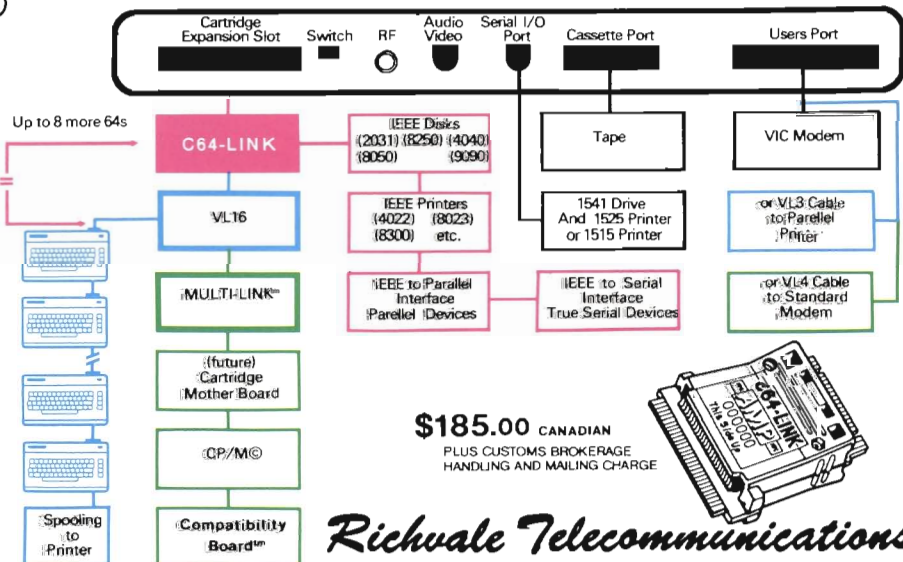 Cartridge
Expansion Slot
Switch
RF
Audio
Video
Serial I/O
Port
Cassette Port
Users Port
Up to 8 more 64s
C64-LINK
IEEE Disks
(2031) (8250) (4040)
(8050) (9090)
Tape
VIC Modem
VL16
IEEE Printers
(4022) (8023)
(8300) etc.
1541 Drive
And 1525 Printer
or 1515 Printer
or VL3 Cable
to Parellel
Printer
MULTI-LINK™
IEEE to Parallel
Interface
Parellel Devices
IEEE to Serial
Interface
True Serial Devices
or VL4 Cable
to Standard
Modem
(future)
Cartridge
Mother Board
CP/M©
Compatibility
Board™
Spooling
to
Printer
$185.00 CANADIAN
PLUS CUSTOMS BROKERAGE
HANDLING AND MAILING CHARGE
C64-LINK
000000
This Side Up
Richvale Telecommunications